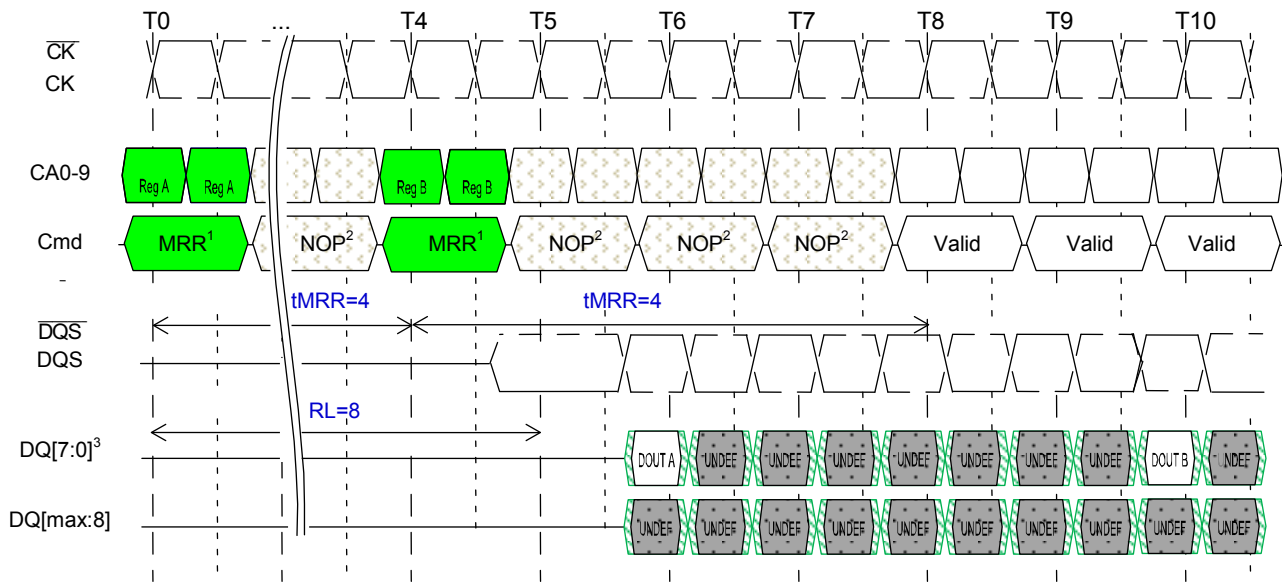 T0 ... T4 T5 T6 T7 T8 T9 T10
CK
CK
CA0-9 Reg A Reg A Reg B Reg B
Cmd MRR¹ NOP² MRR¹ NOP² NOP² NOP² Valid Valid Valid
-
tMRR=4 tMRR=4
DQS
DQS
RL=8
DQ[7:0]³ DOUT A UNDEF UNDEF UNDEF UNDEF UNDEF UNDEF UNDEF DOUT B UNDEF
DQ[max:8] UNDEF UNDEF UNDEF UNDEF UNDEF UNDEF UNDEF UNDEF UNDEF UNDEF